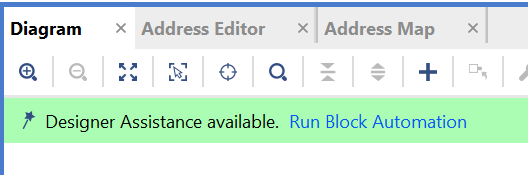 Diagram Address Editor Address Map
Designer Assistance available. Run Block Automation